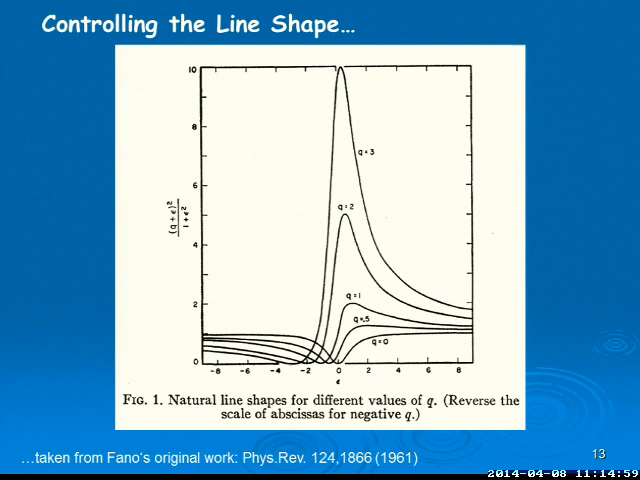 Controlling the Line Shape…
10
8
6
4
2
0
(q + ε)²
1 + ε²
q = 3
q = 2
q = 1
q = .5
q = 0
-8 -6 -4 -2 0 2 4 6 8
ε
FIG. 1. Natural line shapes for different values of q. (Reverse the
scale of abscissas for negative q.)
…taken from Fano's original work: Phys.Rev. 124,1866 (1961)
13
2014-04-08 11:14:59